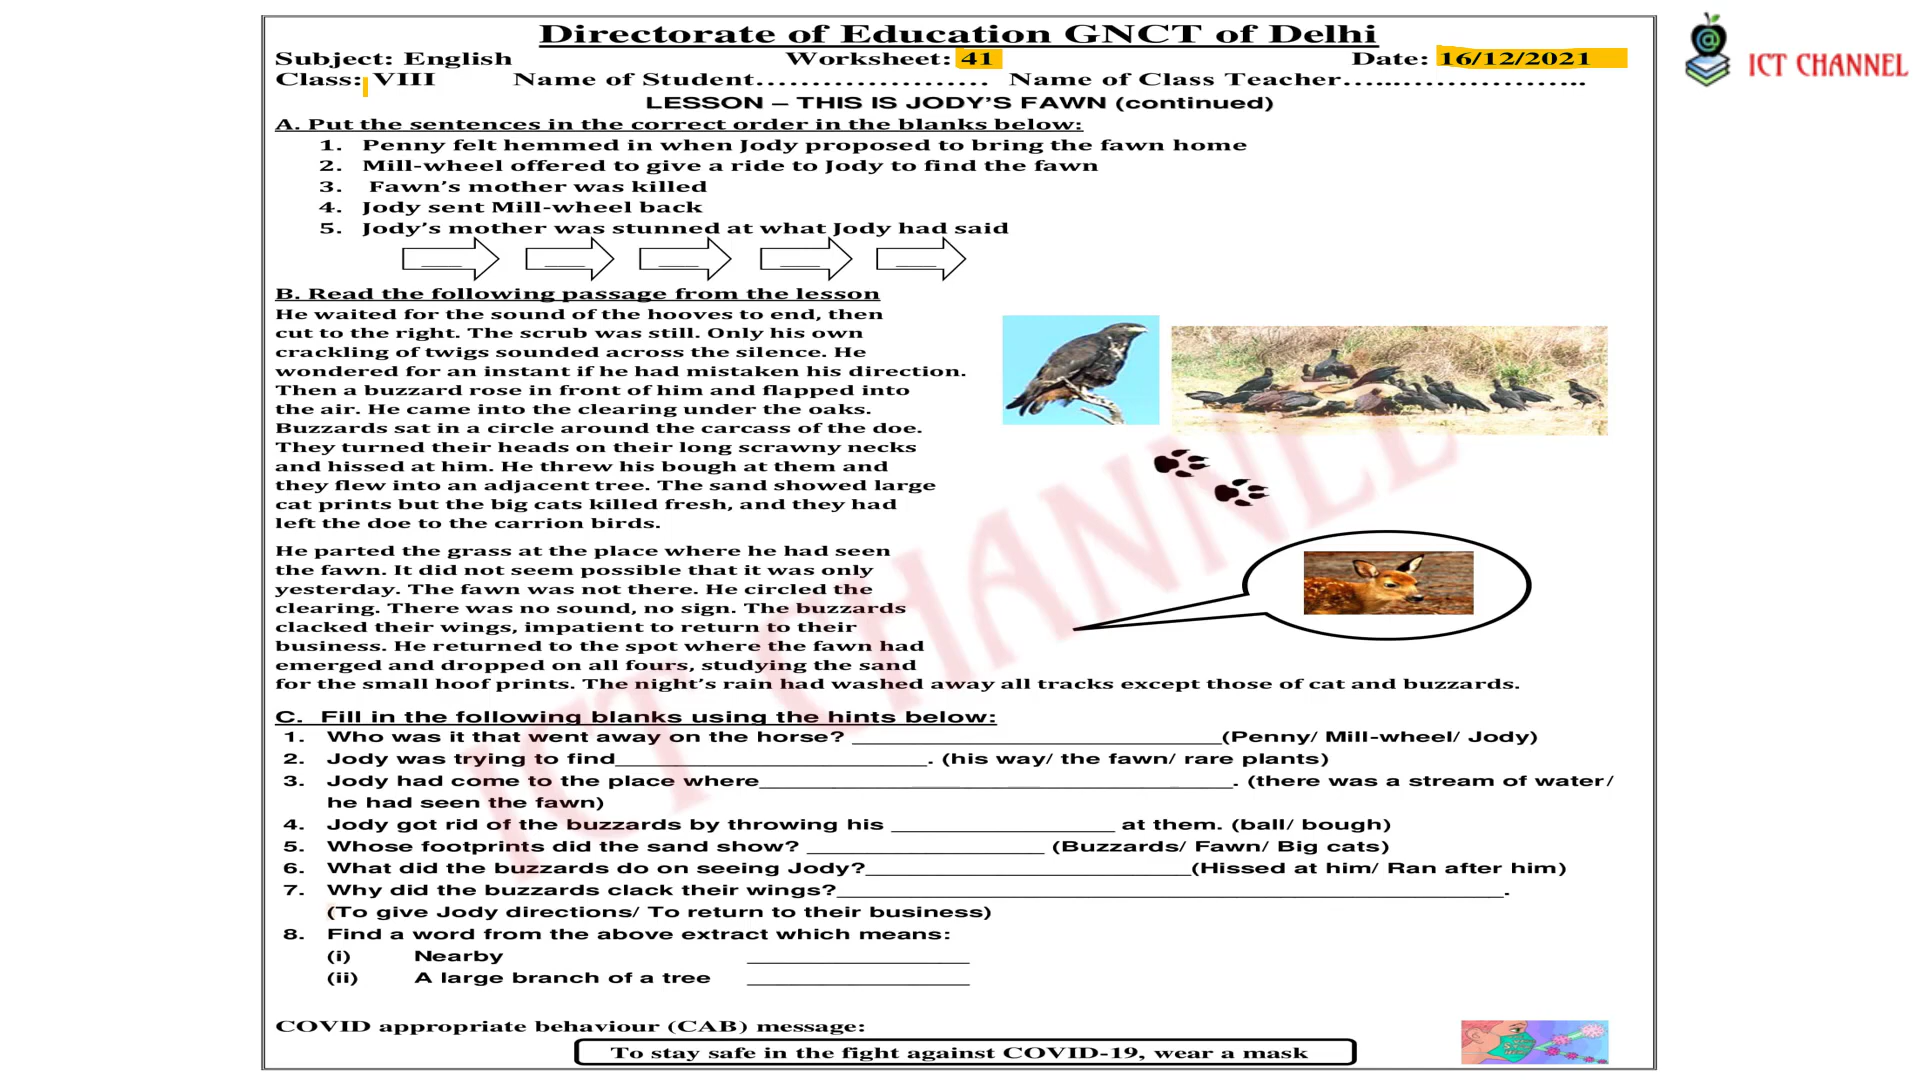 Directorate of Education GNCT of Delhi
Subject: English Worksheet: 41 Date: 16/12/2021
Class: VIII Name of Student………………… Name of Class Teacher…...……………..
ICT CHANNEL
LESSON – THIS IS JODY’S FAWN (continued)
A. Put the sentences in the correct order in the blanks below:
1. Penny felt hemmed in when Jody proposed to bring the fawn home
2. Mill-wheel offered to give a ride to Jody to find the fawn
3. Fawn’s mother was killed
4. Jody sent Mill-wheel back
5. Jody’s mother was stunned at what Jody had said
B. Read the following passage from the lesson
He waited for the sound of the hooves to end, then
cut to the right. The scrub was still. Only his own
crackling of twigs sounded across the silence. He
wondered for an instant if he had mistaken his direction.
Then a buzzard rose in front of him and flapped into
the air. He came into the clearing under the oaks.
Buzzards sat in a circle around the carcass of the doe.
They turned their heads on their long scrawny necks
and hissed at him. He threw his bough at them and
they flew into an adjacent tree. The sand showed large
cat prints but the big cats killed fresh, and they had
left the doe to the carrion birds.
He parted the grass at the place where he had seen
the fawn. It did not seem possible that it was only
yesterday. The fawn was not there. He circled the
clearing. There was no sound, no sign. The buzzards
clacked their wings, impatient to return to their
business. He returned to the spot where the fawn had
emerged and dropped on all fours, studying the sand
for the small hoof prints. The night’s rain had washed away all tracks except those of cat and buzzards.
ICT CHANNEL
C. Fill in the following blanks using the hints below:
1. Who was it that went away on the horse? ____________________(Penny/ Mill-wheel/ Jody)
2. Jody was trying to find____________________. (his way/ the fawn/ rare plants)
3. Jody had come to the place where____________________. (there was a stream of water/
he had seen the fawn)
4. Jody got rid of the buzzards by throwing his ______________ at them. (ball/ bough)
5. Whose footprints did the sand show? ______________ (Buzzards/ Fawn/ Big cats)
6. What did the buzzards do on seeing Jody?____________________(Hissed at him/ Ran after him)
7. Why did the buzzards clack their wings?____________________.
(To give Jody directions/ To return to their business)
8. Find a word from the above extract which means:
(i) Nearby ______________
(ii) A large branch of a tree ______________
COVID appropriate behaviour (CAB) message:
To stay safe in the fight against COVID-19, wear a mask